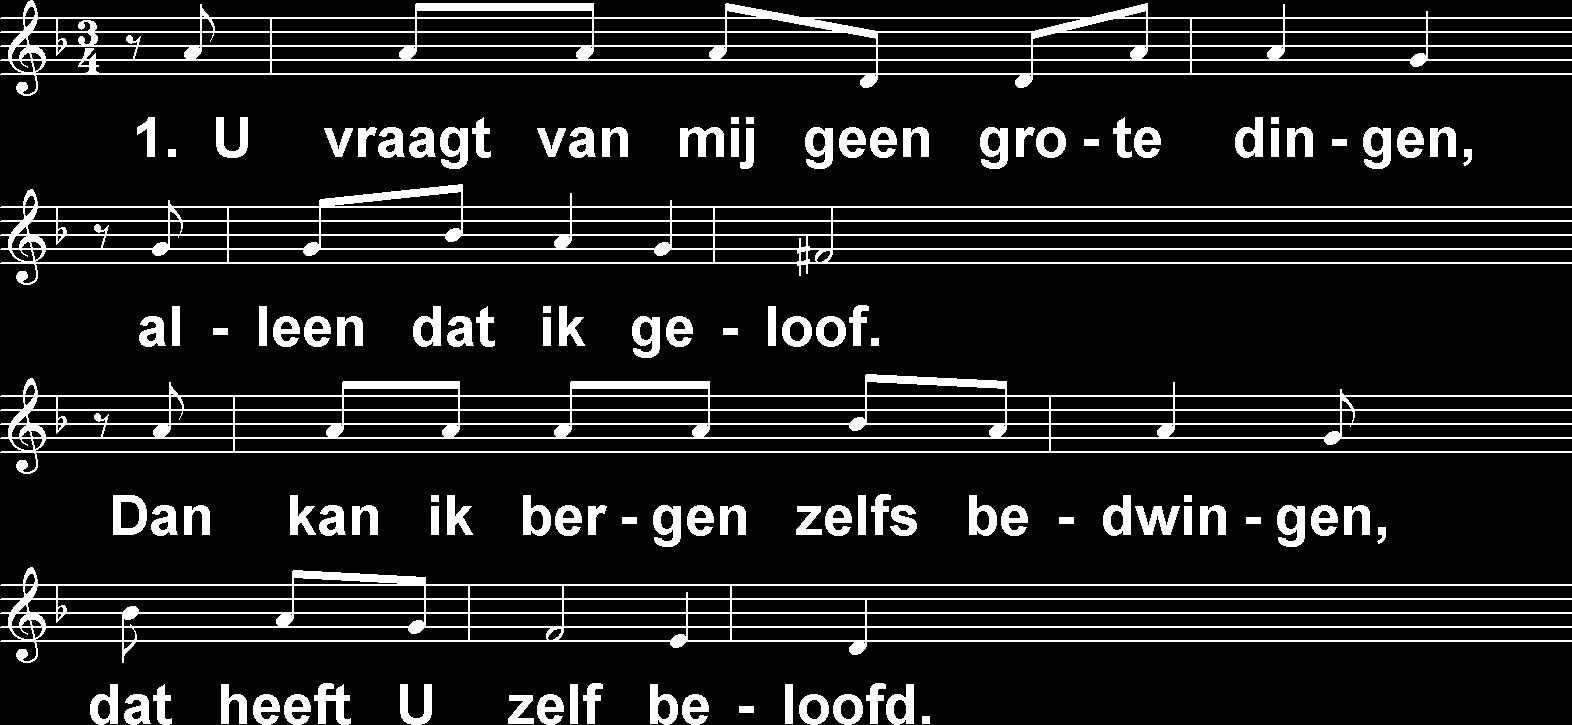 1. U vraagt van mij geen gro - te din - gen,
al - leen dat ik ge - loof.
Dan kan ik ber - gen zelfs be - dwin - gen,
dat heeft U zelf be - loofd.